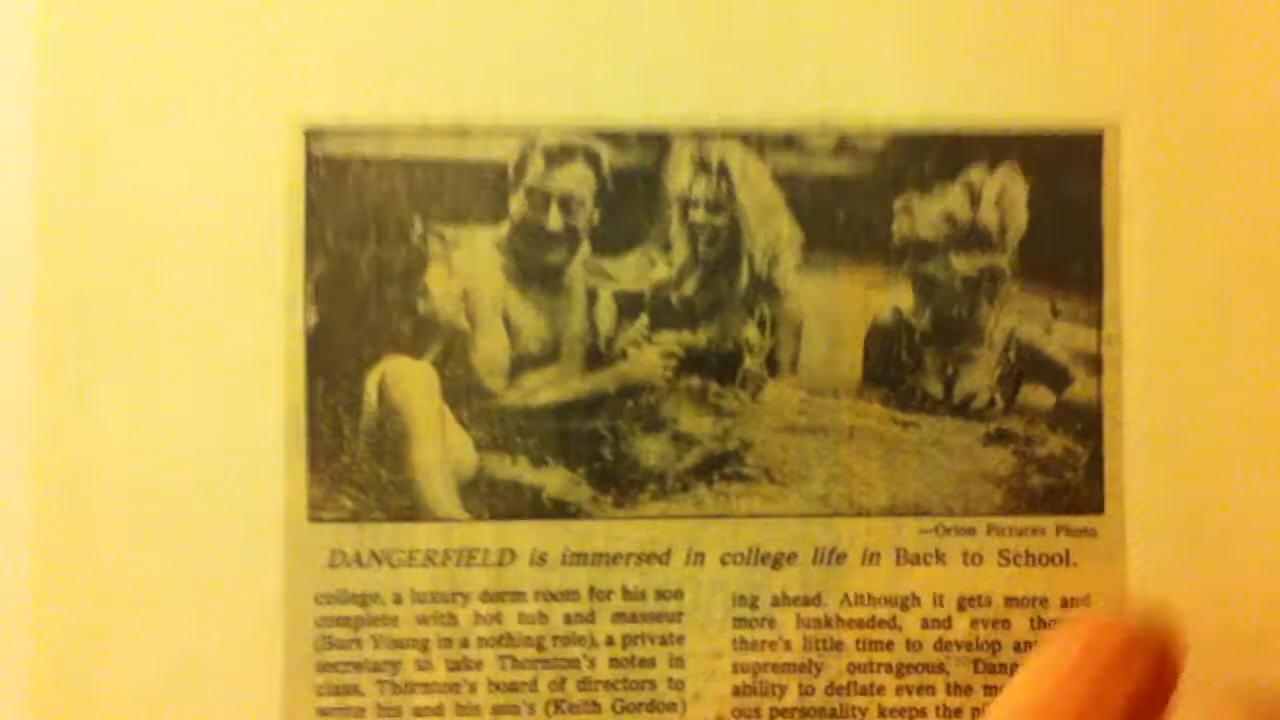 —Orion Pictures Photo
DANGERFIELD is immersed in college life in Back to School.
college, a luxury dorm room for his son
complete with hot tub and masseur
(Burt Young in a nothing role), a private
secretary to take Thornton's notes in
class, Thornton's board of directors to
write his and his son's (Keith Gordon)
ing ahead. Although it gets more and
more lunkheaded, and even
there's little time to develop
supremely outrageous,
ability to deflate even the
ous personality keeps the